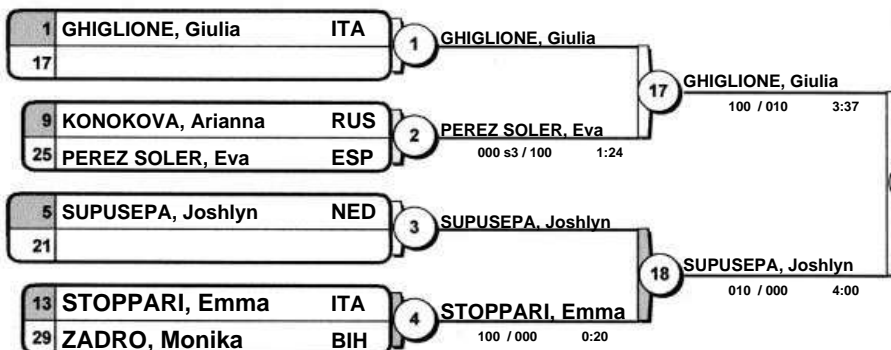 1 GHIGLIONE, Giulia ITA
17
1 GHIGLIONE, Giulia
9 KONOKOVA, Arianna RUS
25 PEREZ SOLER, Eva ESP
2 PEREZ SOLER, Eva
000 s3 / 100 1:24
17 GHIGLIONE, Giulia
100 / 010 3:37
5 SUPUSEPA, Joshlyn NED
21
3 SUPUSEPA, Joshlyn
13 STOPPARI, Emma ITA
29 ZADRO, Monika BIH
4 STOPPARI, Emma
100 / 000 0:20
18 SUPUSEPA, Joshlyn
010 / 000 4:00